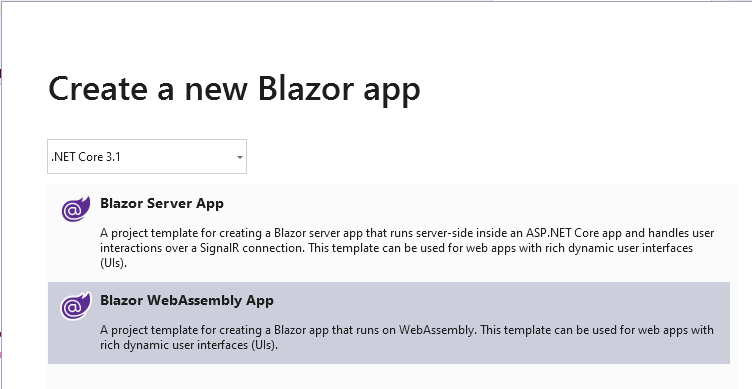 Create a new Blazor app
.NET Core 3.1
Blazor Server App
A project template for creating a Blazor server app that runs server-side inside an ASP.NET Core app and handles user
interactions over a SignalR connection. This template can be used for web apps with rich dynamic user interfaces
(UIs).
Blazor WebAssembly App
A project template for creating a Blazor app that runs on WebAssembly. This template can be used for web apps with
rich dynamic user interfaces (UIs).